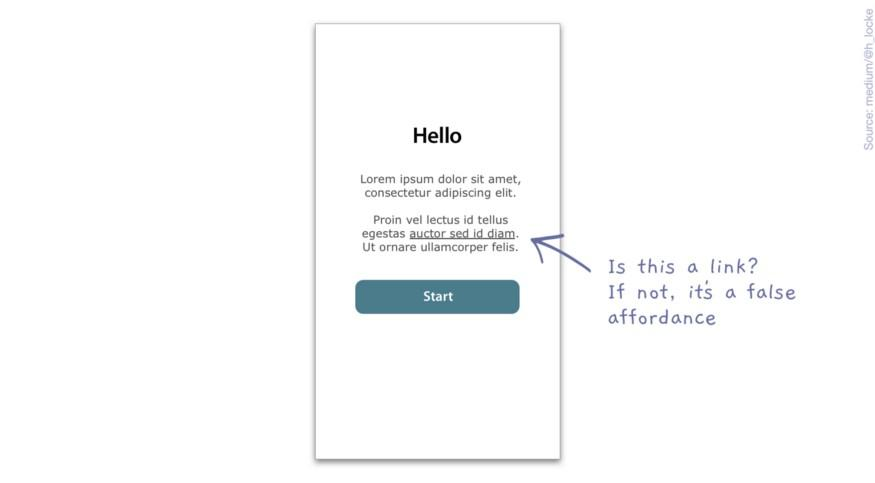 Hello
Lorem ipsum dolor sit amet,
consectetur adipiscing elit.
Proin vel lectus id tellus
egestas auctor sed id diam.
Ut ornare ullamcorper felis.
Start
Is this a link?
If not, it's a false
affordance
Source: medium/@h_locke